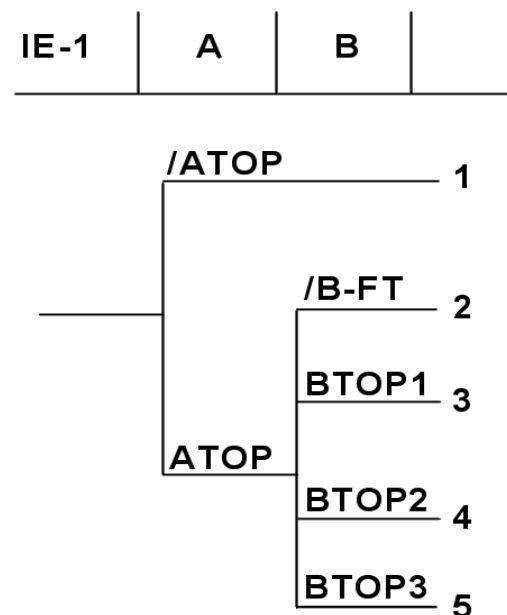 IE-1 A B
/ATOP 1
/B-FT 2
BTOP1 3
ATOP
BTOP2 4
BTOP3 5